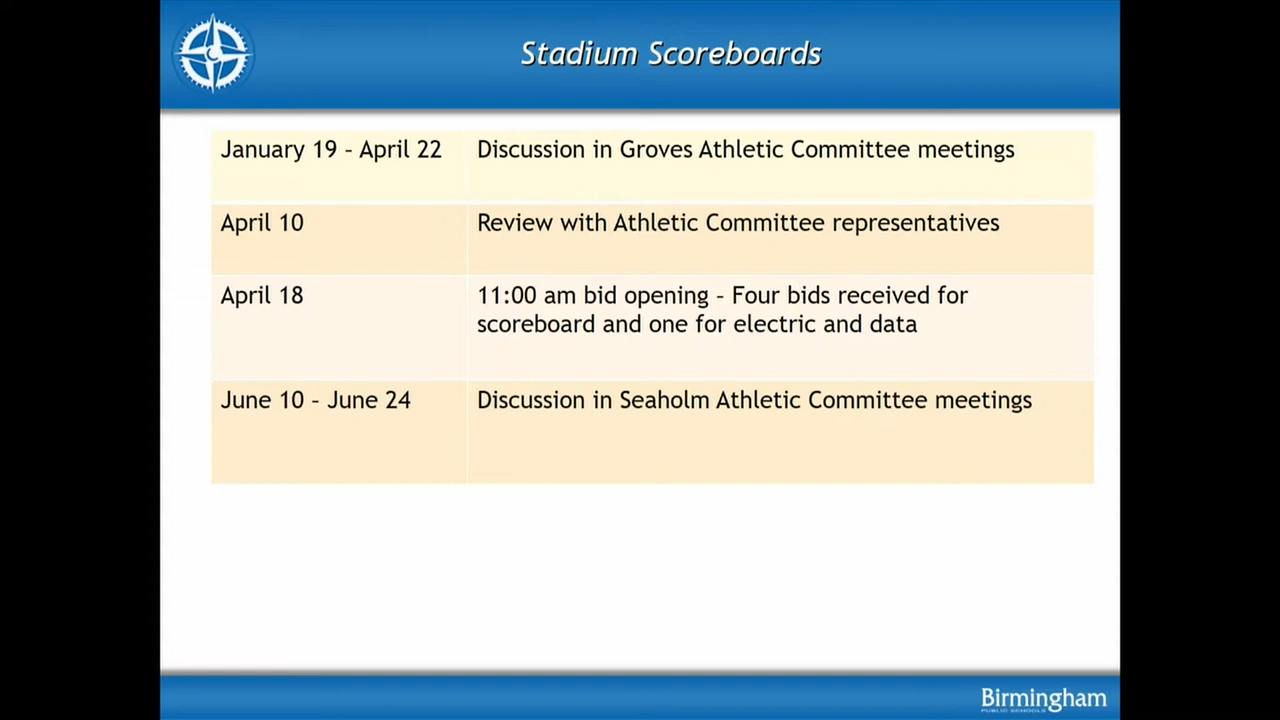 Stadium Scoreboards
January 19 – April 22
Discussion in Groves Athletic Committee meetings
April 10
Review with Athletic Committee representatives
April 18
11:00 am bid opening – Four bids received for
scoreboard and one for electric and data
June 10 – June 24
Discussion in Seaholm Athletic Committee meetings
Birmingham
PUBLIC SCHOOLS